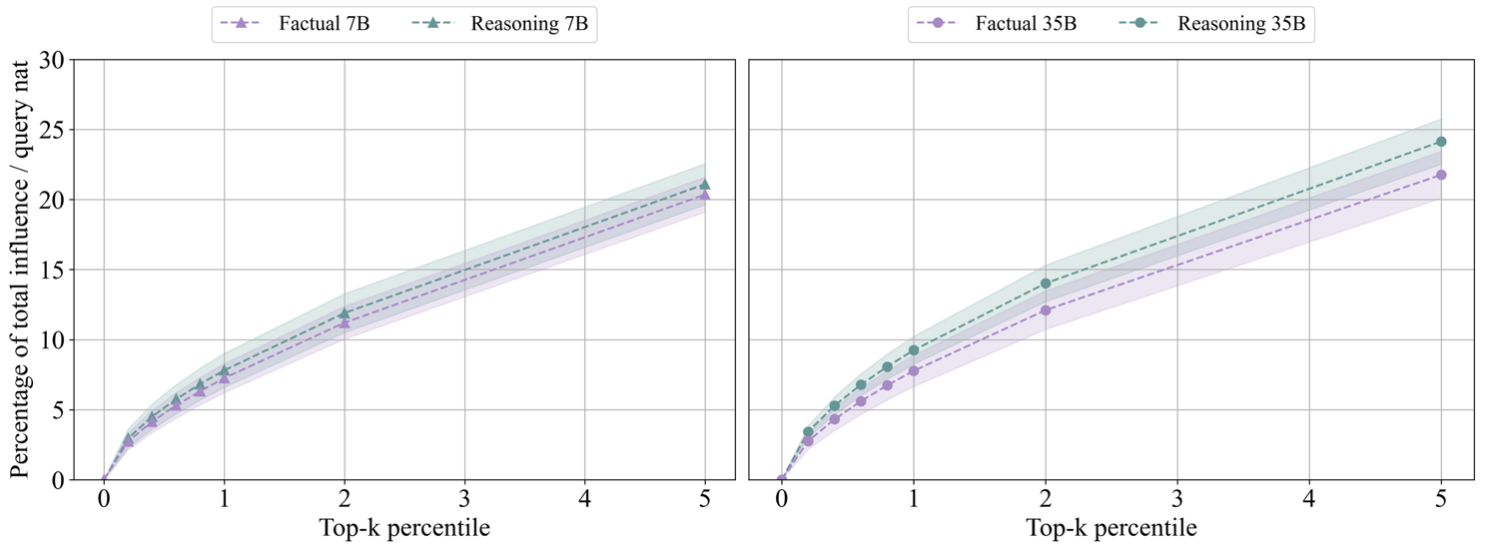 Factual 7B Reasoning 7B
Factual 35B Reasoning 35B
Percentage of total influence / query nat
30
25
20
15
10
5
0
0 1 2 3 4 5
Top-k percentile
0 1 2 3 4 5
Top-k percentile